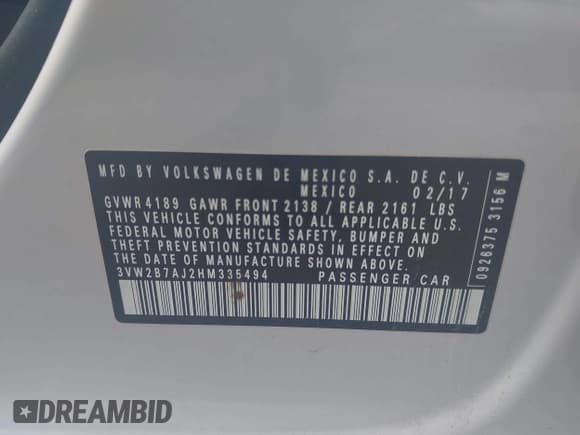 MFD BY VOLKSWAGEN DE MEXICO S.A. DE C.V.
MEXICO 02/17
GVWR 4189 GAWR FRONT 2138 / REAR 2161 LBS
THIS VEHICLE CONFORMS TO ALL APPLICABLE U.S.
FEDERAL MOTOR VEHICLE SAFETY, BUMPER AND
THEFT PREVENTION STANDARDS IN EFFECT ON
THE DATE OF MANUFACTURE SHOWN ABOVE.
3VW2B7AJ2HM335494 PASSENGER CAR
0926375 3156 M
DREAMBID